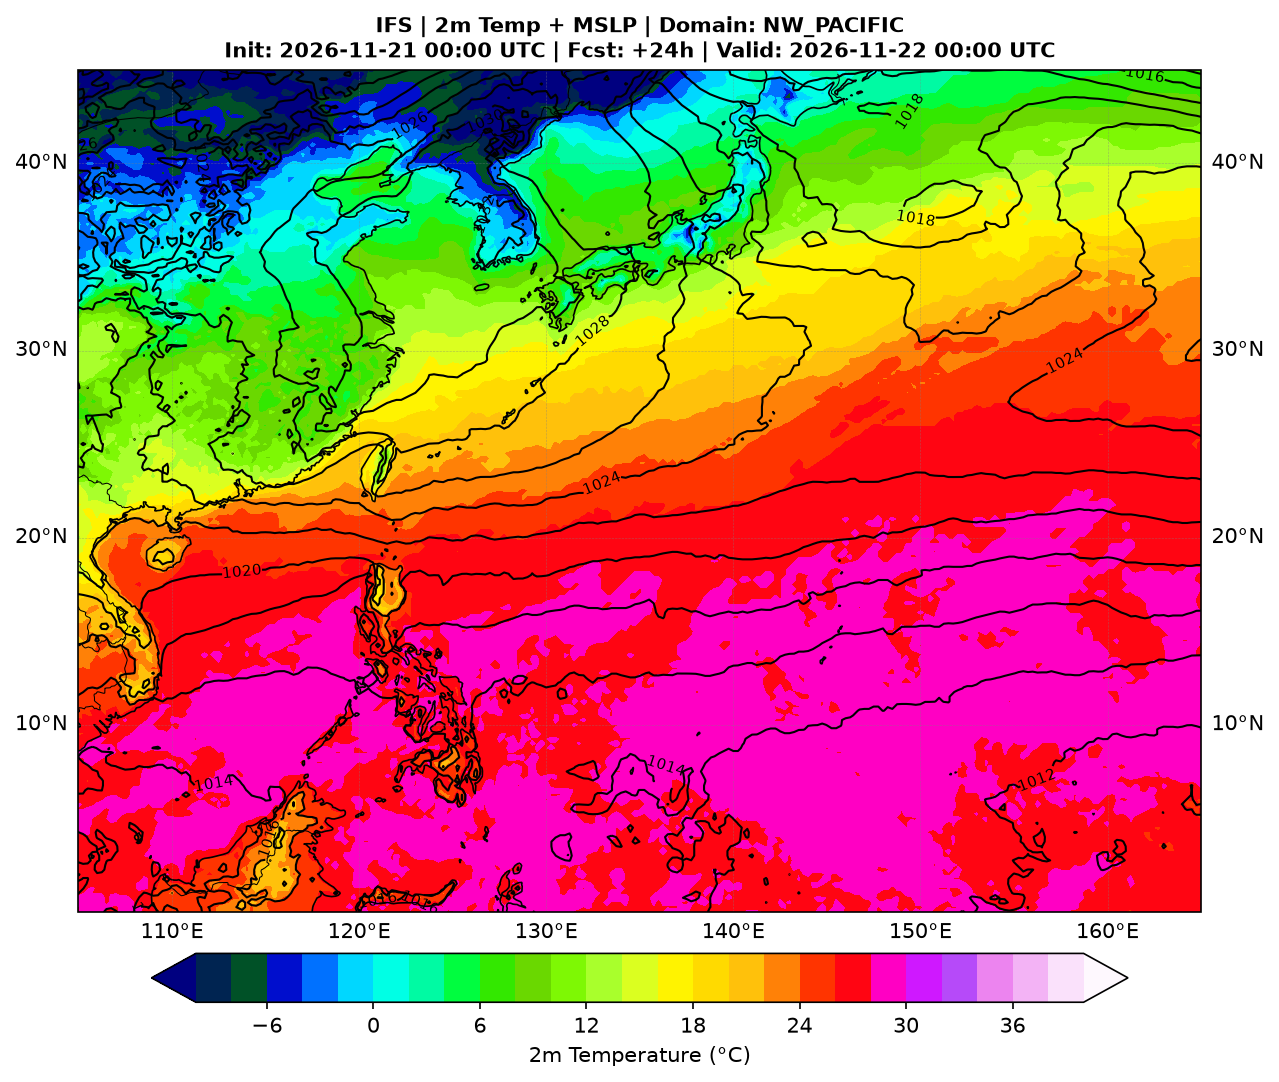 IFS | 2m Temp + MSLP | Domain: NW_PACIFIC
Init: 2026-11-21 00:00 UTC | Fcst: +24h | Valid: 2026-11-22 00:00 UTC
1016
1018
1026
40°N
40°N
1018
1028
30°N
30°N
1024
1024
20°N
20°N
1020
10°N
10°N
1014
1014
1012
110°E
120°E
130°E
140°E
150°E
160°E
−6
0
6
12
18
24
30
36
2m Temperature (°C)